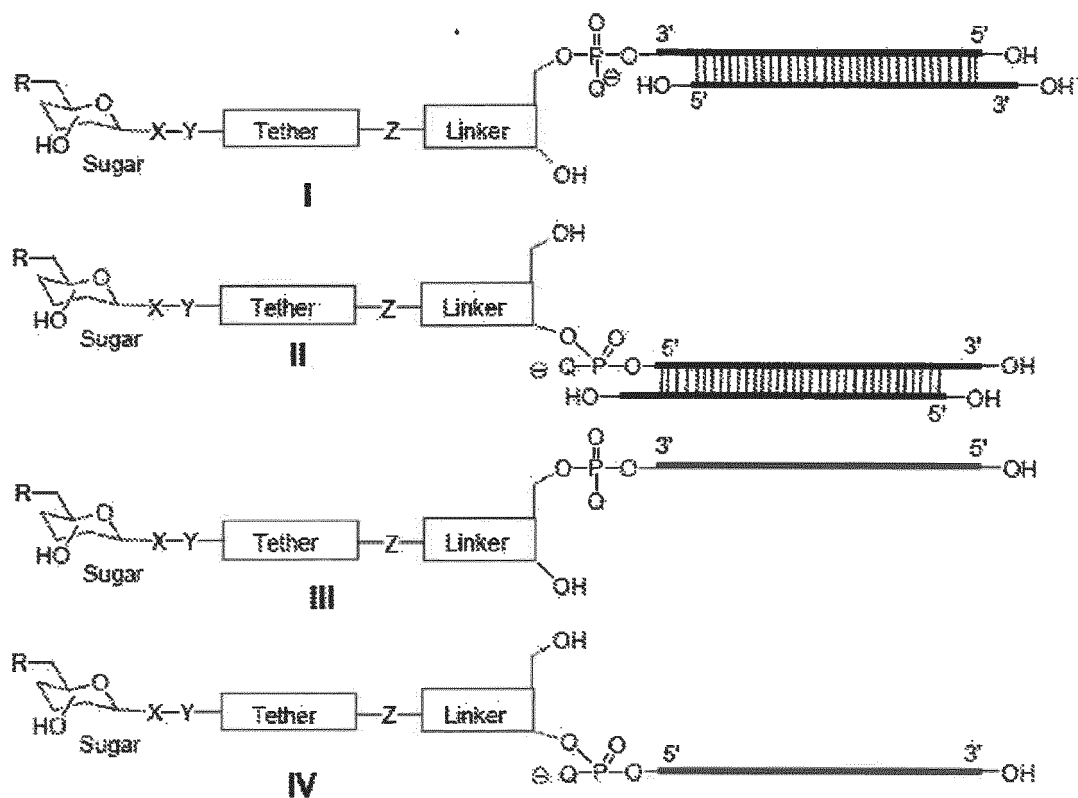 O
O P O 3' 5' OH
R Q ⊖
O HO 5' 3' OH
HO X Y Tether Z Linker
Sugar
OH
I
OH
R
O
HO X Y Tether Z Linker
Sugar
O O 5' 3'
II
⊖ Q P O OH
HO 5' OH
O 3' 5'
O P O OH
R Q
O
HO X Y Tether Z Linker
Sugar
OH
III
OH
R
O
HO X Y Tether Z Linker
Sugar
O O 5' 3'
⊖ Q P O OH
IV